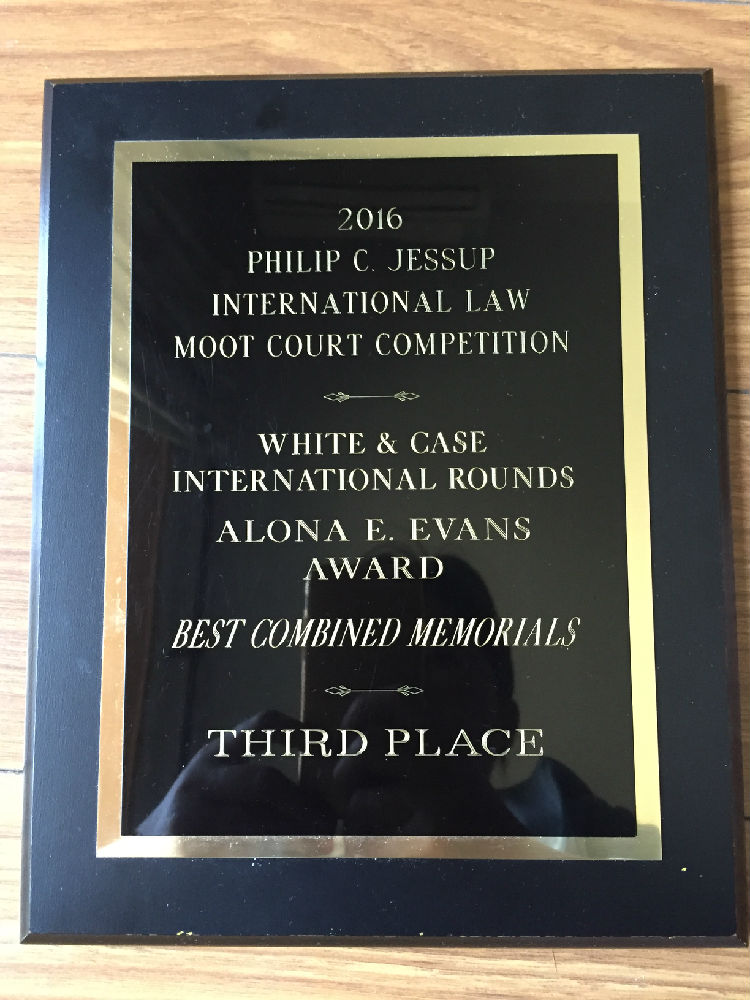 2016
PHILIP C. JESSUP
INTERNATIONAL LAW
MOOT COURT COMPETITION
WHITE & CASE
INTERNATIONAL ROUNDS
ALONA E. EVANS
AWARD
BEST COMBINED MEMORIALS
THIRD PLACE